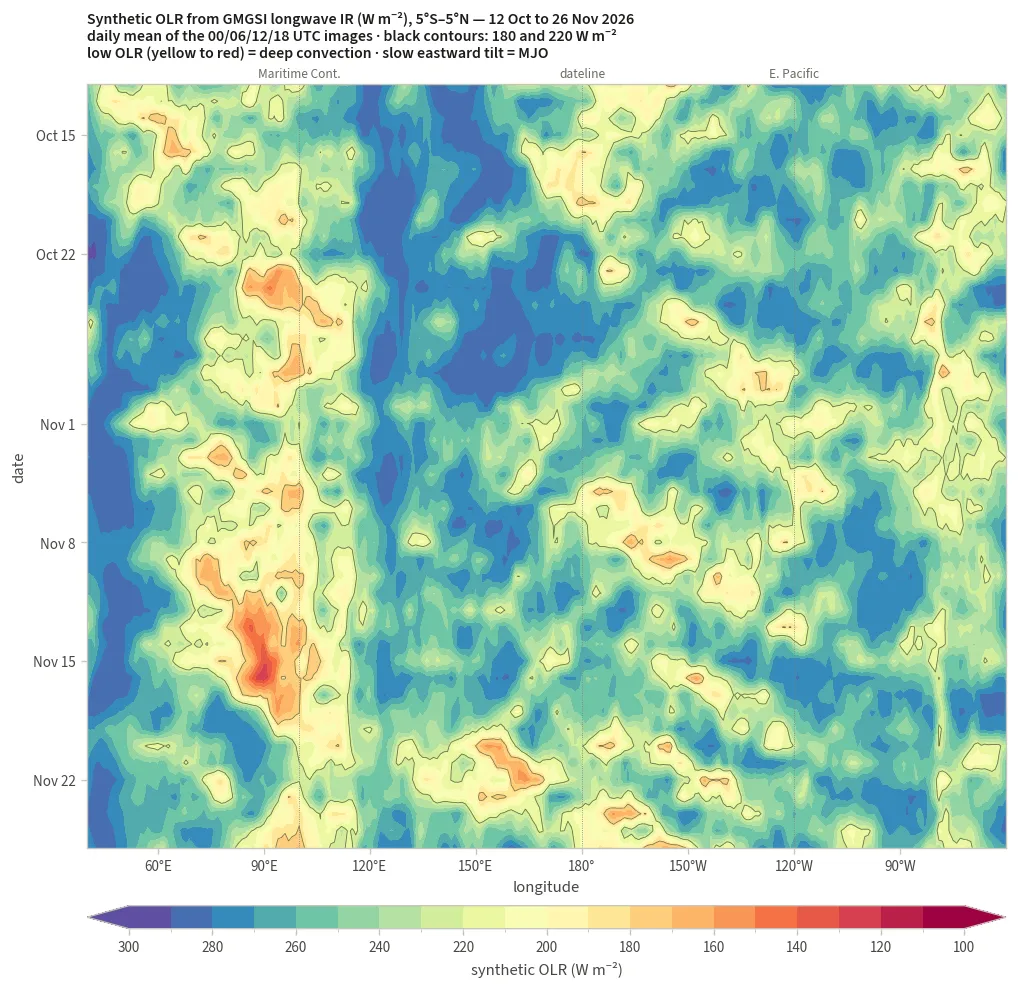 Synthetic OLR from GMGSI longwave IR (W m⁻²), 5°S–5°N — 12 Oct to 26 Nov 2026
daily mean of the 00/06/12/18 UTC images · black contours: 180 and 220 W m⁻²
low OLR (yellow to red) = deep convection · slow eastward tilt = MJO
Maritime Cont. dateline E. Pacific
Oct 15
Oct 22
Nov 1
date
Nov 8
Nov 15
Nov 22
60°E 90°E 120°E 150°E 180° 150°W 120°W 90°W
longitude
300 280 260 240 220 200 180 160 140 120 100
synthetic OLR (W m⁻²)